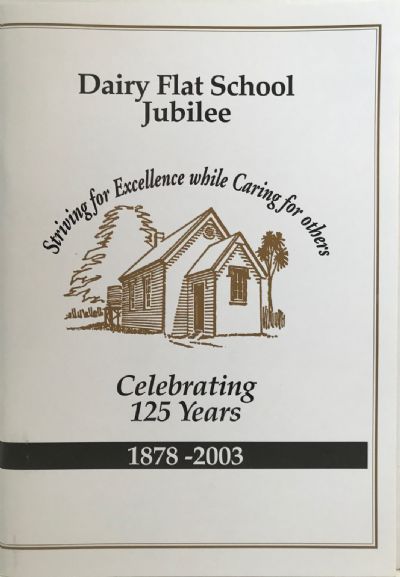 Dairy Flat School
Jubilee
Striving for Excellence while Caring for others
Celebrating
125 Years
1878 -2003